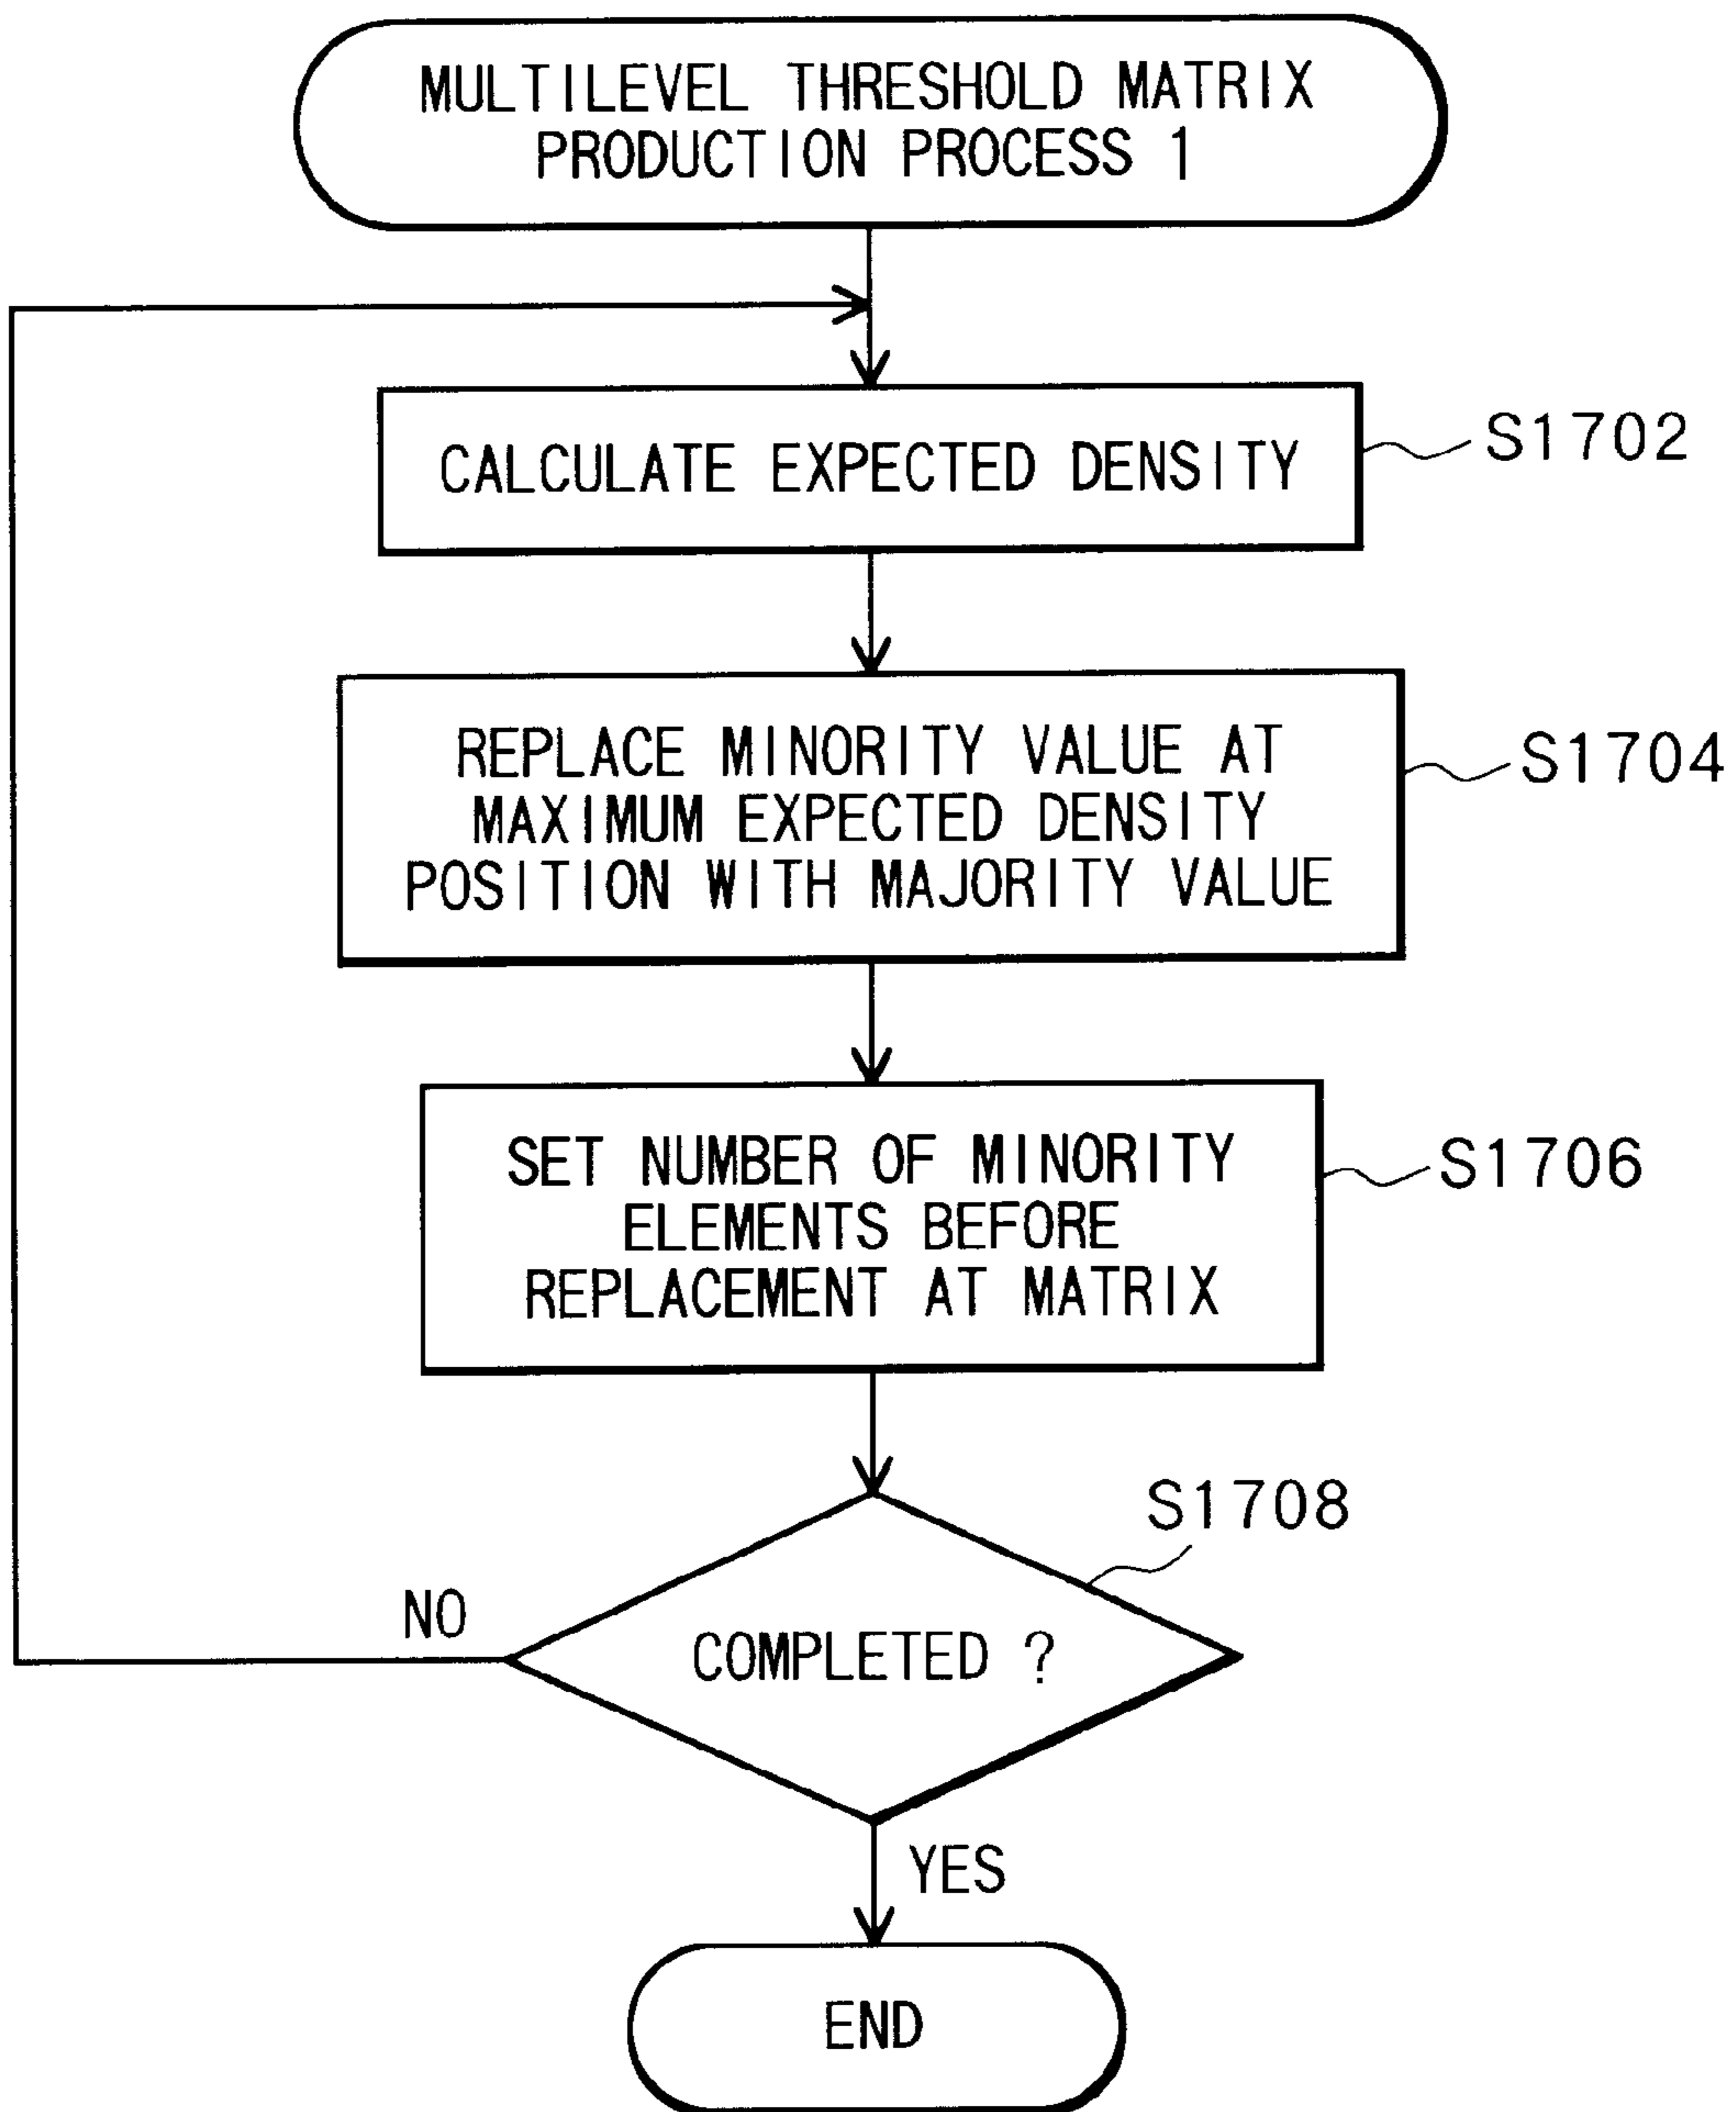 MULTILEVEL THRESHOLD MATRIX
PRODUCTION PROCESS 1
CALCULATE EXPECTED DENSITY
S1702
REPLACE MINORITY VALUE AT
MAXIMUM EXPECTED DENSITY
POSITION WITH MAJORITY VALUE
S1704
SET NUMBER OF MINORITY
ELEMENTS BEFORE
REPLACEMENT AT MATRIX
S1706
S1708
COMPLETED ?
NO
YES
END